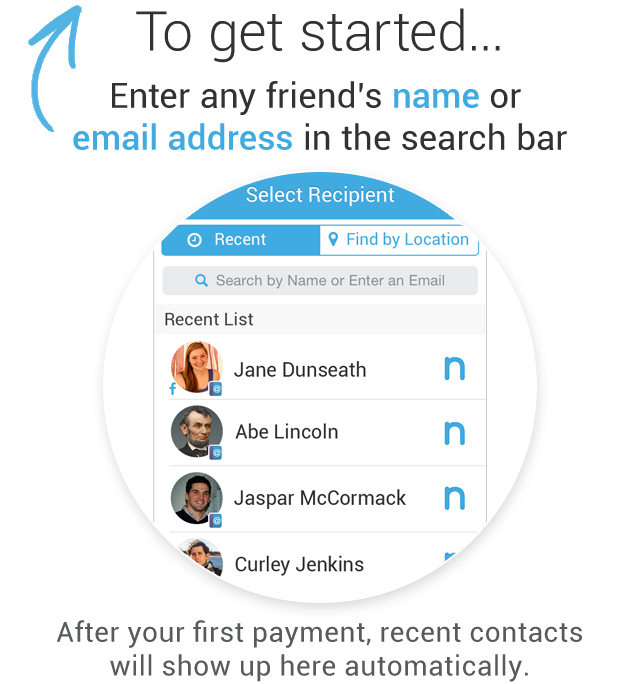 To get started...
Enter any friend's name or
email address in the search bar
Select Recipient
Recent
Find by Location
Search by Name or Enter an Email
Recent List
f
@
Jane Dunseath
n
@
Abe Lincoln
n
@
Jaspar McCormack
n
Curley Jenkins
n
After your first payment, recent contacts
will show up here automatically.